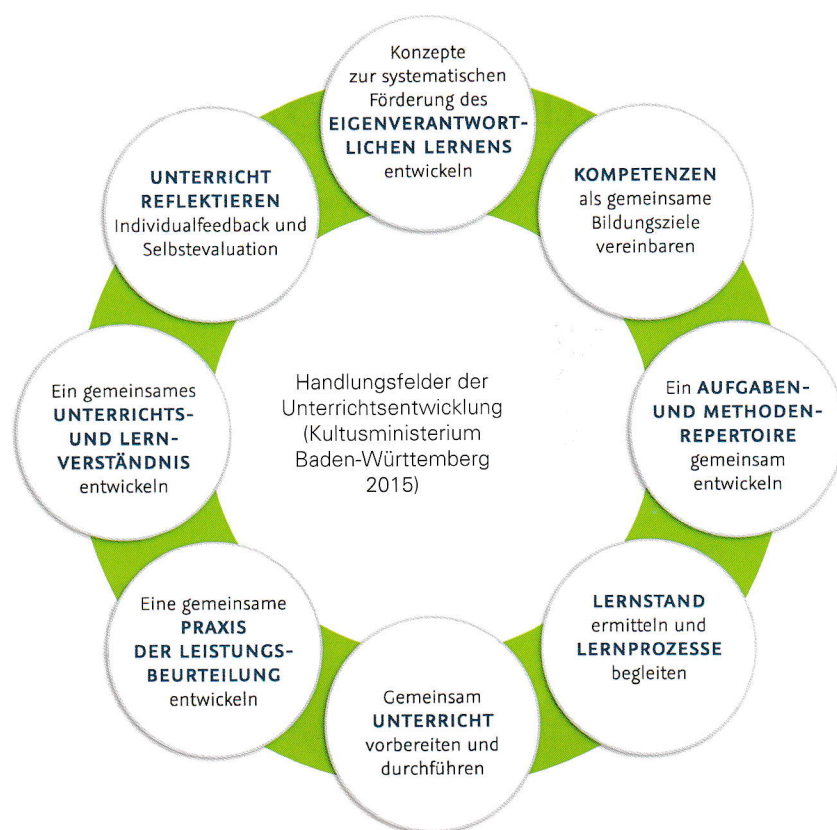 Konzepte
zur systematischen
Förderung des
EIGENVERANTWORT-
LICHEN LERNENS
entwickeln
KOMPETENZEN
als gemeinsame
Bildungsziele
vereinbaren
Ein AUFGABEN-
UND METHODEN-
REPERTOIRE
gemeinsam
entwickeln
LERNSTAND
ermitteln und
LERNPROZESSE
begleiten
Gemeinsam
UNTERRICHT
vorbereiten und
durchführen
Eine gemeinsame
PRAXIS
DER LEISTUNGS-
BEURTEILUNG
entwickeln
Ein gemeinsames
UNTERRICHTS-
UND LERN-
VERSTÄNDNIS
entwickeln
UNTERRICHT
REFLEKTIEREN
Individualfeedback und
Selbstevaluation
Handlungsfelder der
Unterrichtsentwicklung
(Kultusministerium
Baden-Württemberg
2015)